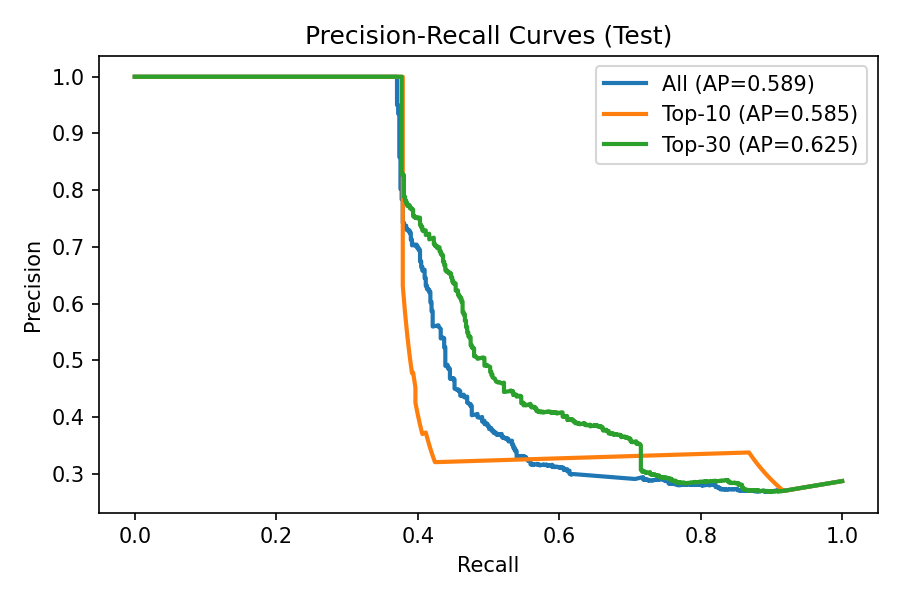 Precision-Recall Curves (Test)
All (AP=0.589)
Top-10 (AP=0.585)
Top-30 (AP=0.625)
1.0
0.9
0.8
0.7
0.6
0.5
0.4
0.3
Precision
0.0 0.2 0.4 0.6 0.8 1.0
Recall